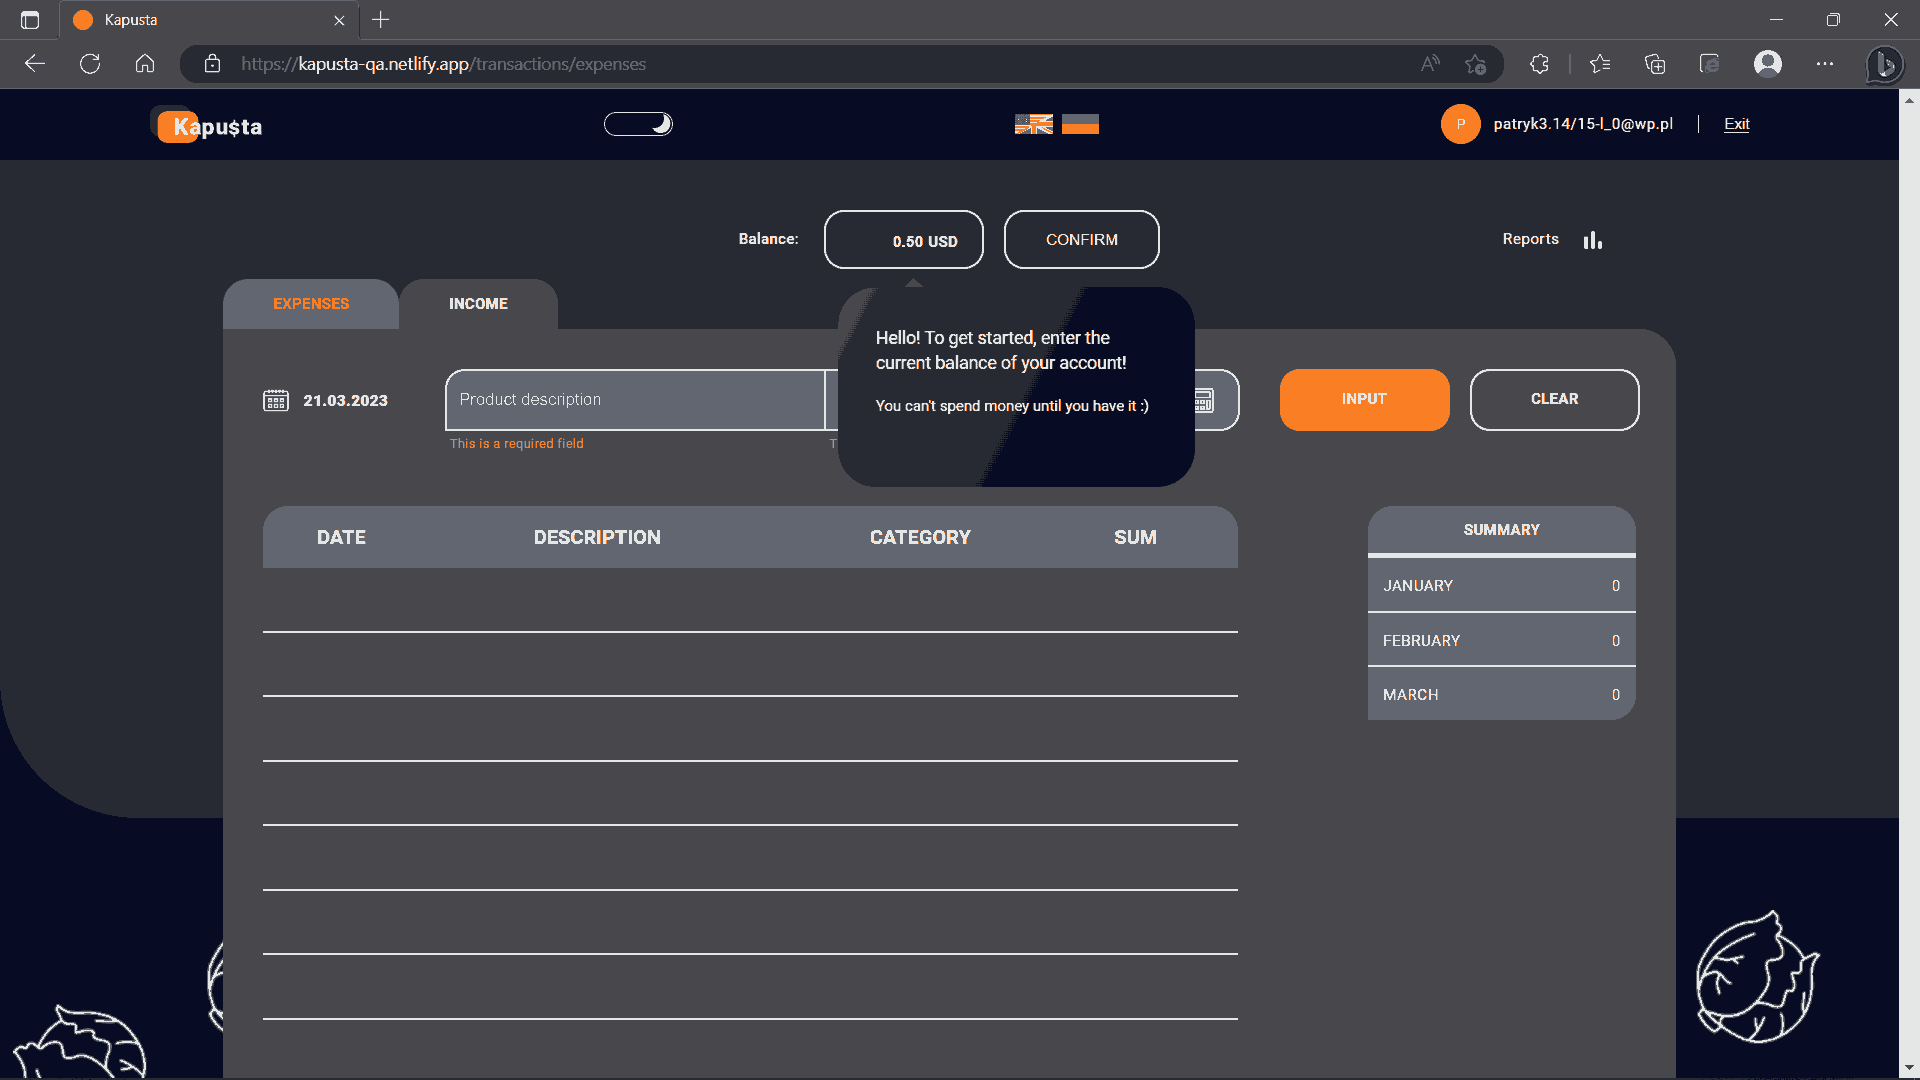 Kapusta
https://kapusta-qa.netlify.app/transactions/expenses
Kapu$ta
P
patryk3.14/15-l_0@wp.pl
Exit
Balance:
0.50 USD
CONFIRM
Reports
EXPENSES
INCOME
Hello! To get started, enter the
current balance of your account!
You can't spend money until you have it :)
21.03.2023
Product description
INPUT
CLEAR
This is a required field
T
DATE
DESCRIPTION
CATEGORY
SUM
SUMMARY
JANUARY
0
FEBRUARY
0
MARCH
0